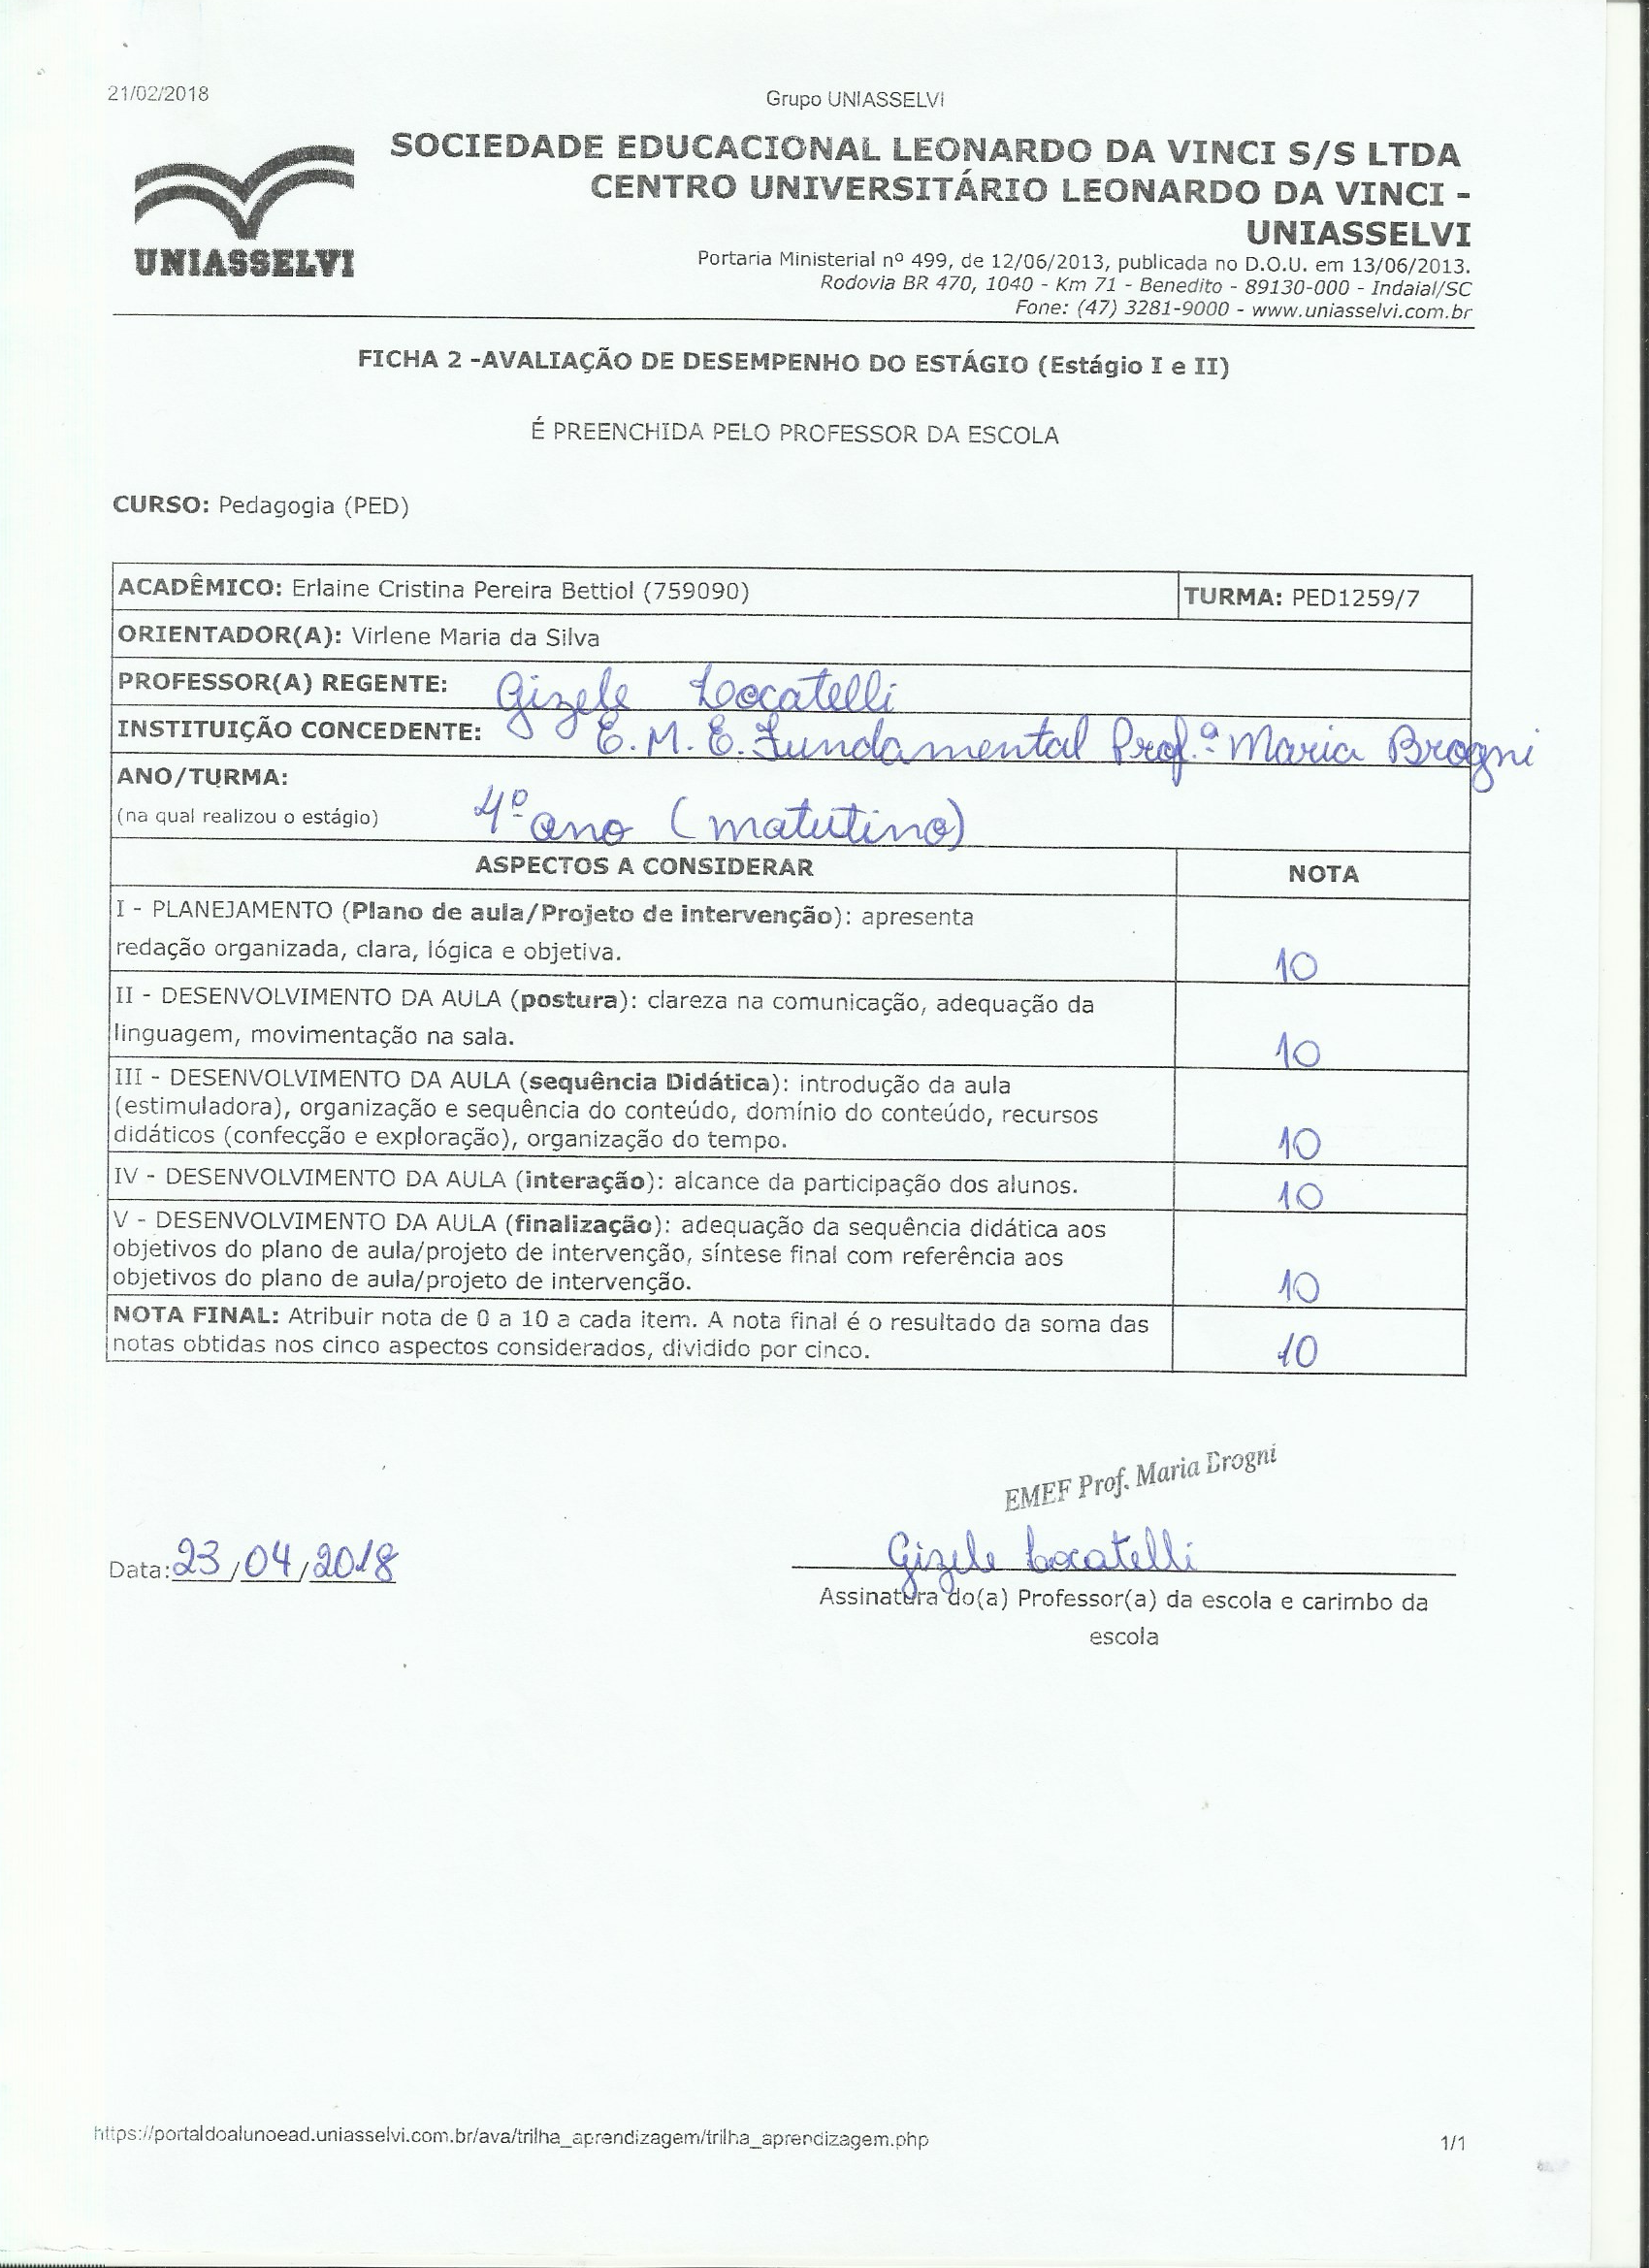 21/02/2018
Grupo UNIASSELVI
UNIASSELVI
SOCIEDADE EDUCACIONAL LEONARDO DA VINCI S/S LTDA
CENTRO UNIVERSITÁRIO LEONARDO DA VINCI -
UNIASSELVI
Portaria Ministerial nº 499, de 12/06/2013, publicada no D.O.U. em 13/06/2013.
Rodovia BR 470, 1040 - Km 71 - Benedito - 89130-000 - Indaial/SC
Fone: (47) 3281-9000 - www.uniasselvi.com.br
FICHA 2 -AVALIAÇÃO DE DESEMPENHO DO ESTÁGIO (Estágio I e II)
É PREENCHIDA PELO PROFESSOR DA ESCOLA
CURSO: Pedagogia (PED)
ACADÊMICO: Erlaine Cristina Pereira Bettiol (759090) TURMA: PED1259/7
ORIENTADOR(A): Virlene Maria da Silva
PROFESSOR(A) REGENTE: Gizele Locatelli
INSTITUIÇÃO CONCEDENTE: E.M.E. Fundamental Prof.ª Maria Brogni
ANO/TURMA:
(na qual realizou o estágio) 4º ano (matutino)
ASPECTOS A CONSIDERAR NOTA
I - PLANEJAMENTO (Plano de aula/Projeto de intervenção): apresenta
redação organizada, clara, lógica e objetiva. 10
II - DESENVOLVIMENTO DA AULA (postura): clareza na comunicação, adequação da
linguagem, movimentação na sala. 10
III - DESENVOLVIMENTO DA AULA (sequência Didática): introdução da aula
(estimuladora), organização e sequência do conteúdo, domínio do conteúdo, recursos
didáticos (confecção e exploração), organização do tempo. 10
IV - DESENVOLVIMENTO DA AULA (interação): alcance da participação dos alunos. 10
V - DESENVOLVIMENTO DA AULA (finalização): adequação da sequência didática aos
objetivos do plano de aula/projeto de intervenção, síntese final com referência aos
objetivos do plano de aula/projeto de intervenção. 10
NOTA FINAL: Atribuir nota de 0 a 10 a cada item. A nota final é o resultado da soma das
notas obtidas nos cinco aspectos considerados, dividido por cinco. 10
EMEF Prof. Maria Brogni
Data: 23/04/2018 Gizele Locatelli
Assinatura do(a) Professor(a) da escola e carimbo da
escola
https://portaldoalunoead.uniasselvi.com.br/ava/trilha_aprendizagem/trilha_aprendizagem.php 1/1